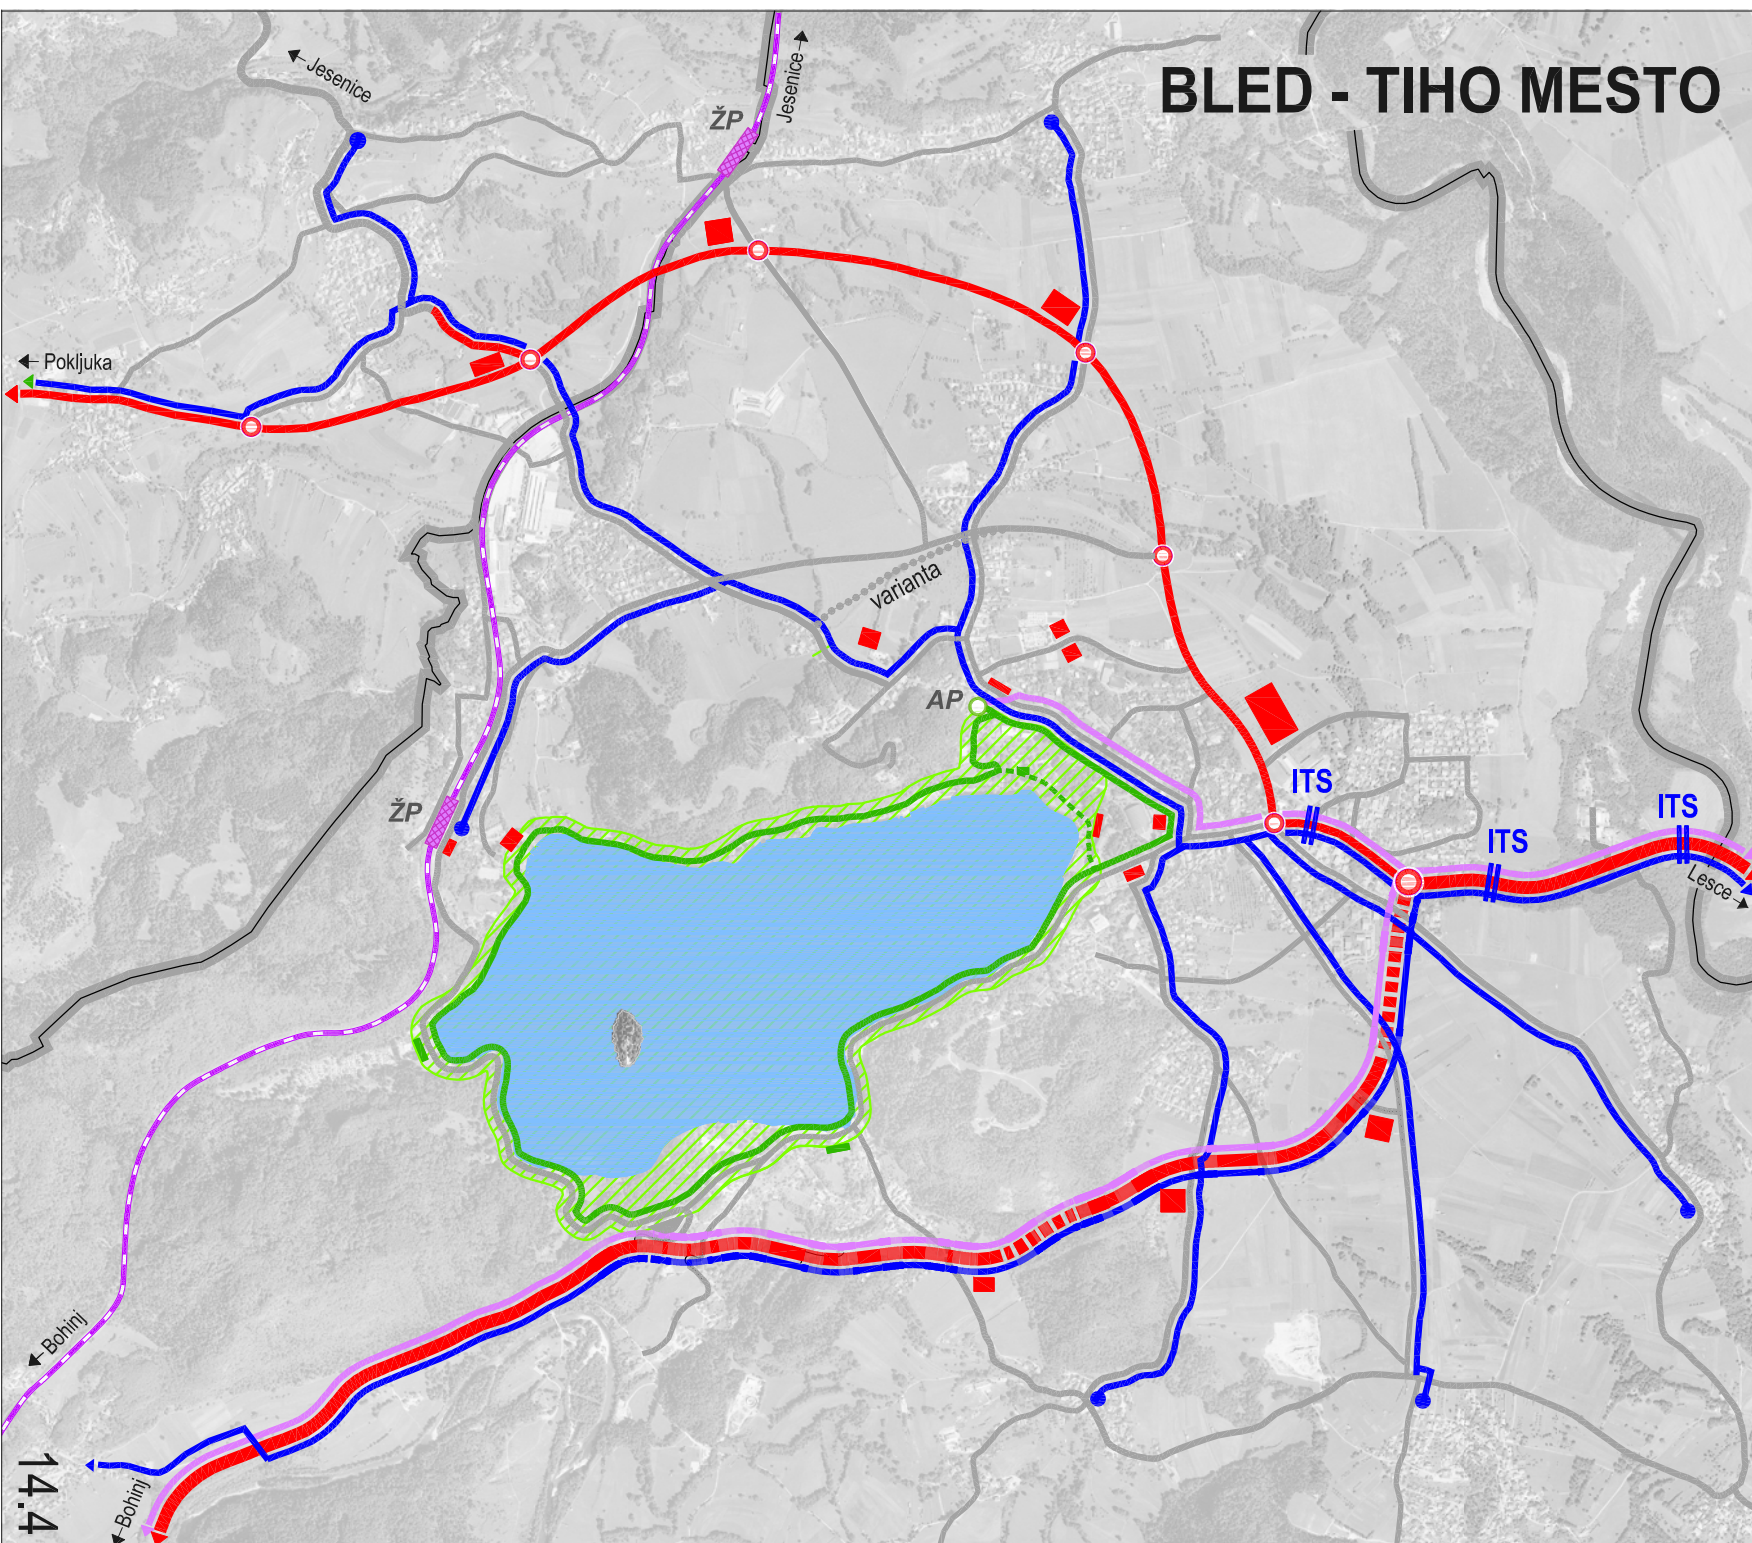 BLED - TIHO MESTO
Jesenice
Jesenice
ŽP
Pokljuka
varianta
AP
ITS
ITS
ITS
ŽP
Lesce
Bohinj
Bohinj
14.4